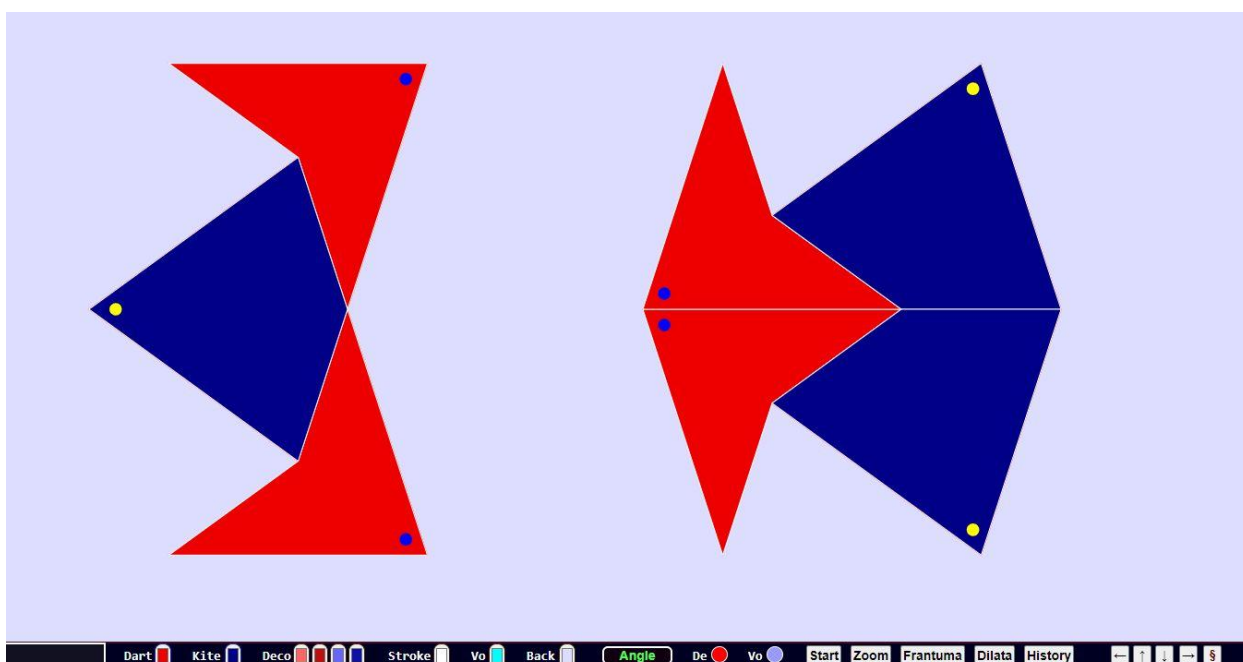 Dart Kite Deco Stroke Vo Back Angle De Vo Start Zoom Frantuma Dilata History ← ↑ ↓ → §